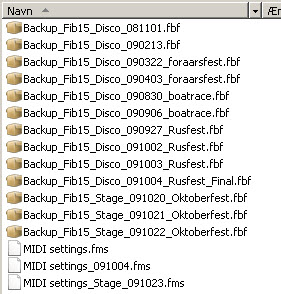 Navn Æn
Backup_Fib15_Disco_081101.fbf
Backup_Fib15_Disco_090213.fbf
Backup_Fib15_Disco_090322_foraarsfest.fbf
Backup_Fib15_Disco_090403_foraarsfest.fbf
Backup_Fib15_Disco_090830_boatrace.fbf
Backup_Fib15_Disco_090906_boatrace.fbf
Backup_Fib15_Disco_090927_Rusfest.fbf
Backup_Fib15_Disco_091002_Rusfest.fbf
Backup_Fib15_Disco_091003_Rusfest.fbf
Backup_Fib15_Disco_091004_Rusfest_Final.fbf
Backup_Fib15_Stage_091020_Oktoberfest.fbf
Backup_Fib15_Stage_091021_Oktoberfest.fbf
Backup_Fib15_Stage_091022_Oktoberfest.fbf
MIDI settings.fms
MIDI settings_091004.fms
MIDI settings_Stage_091023.fms